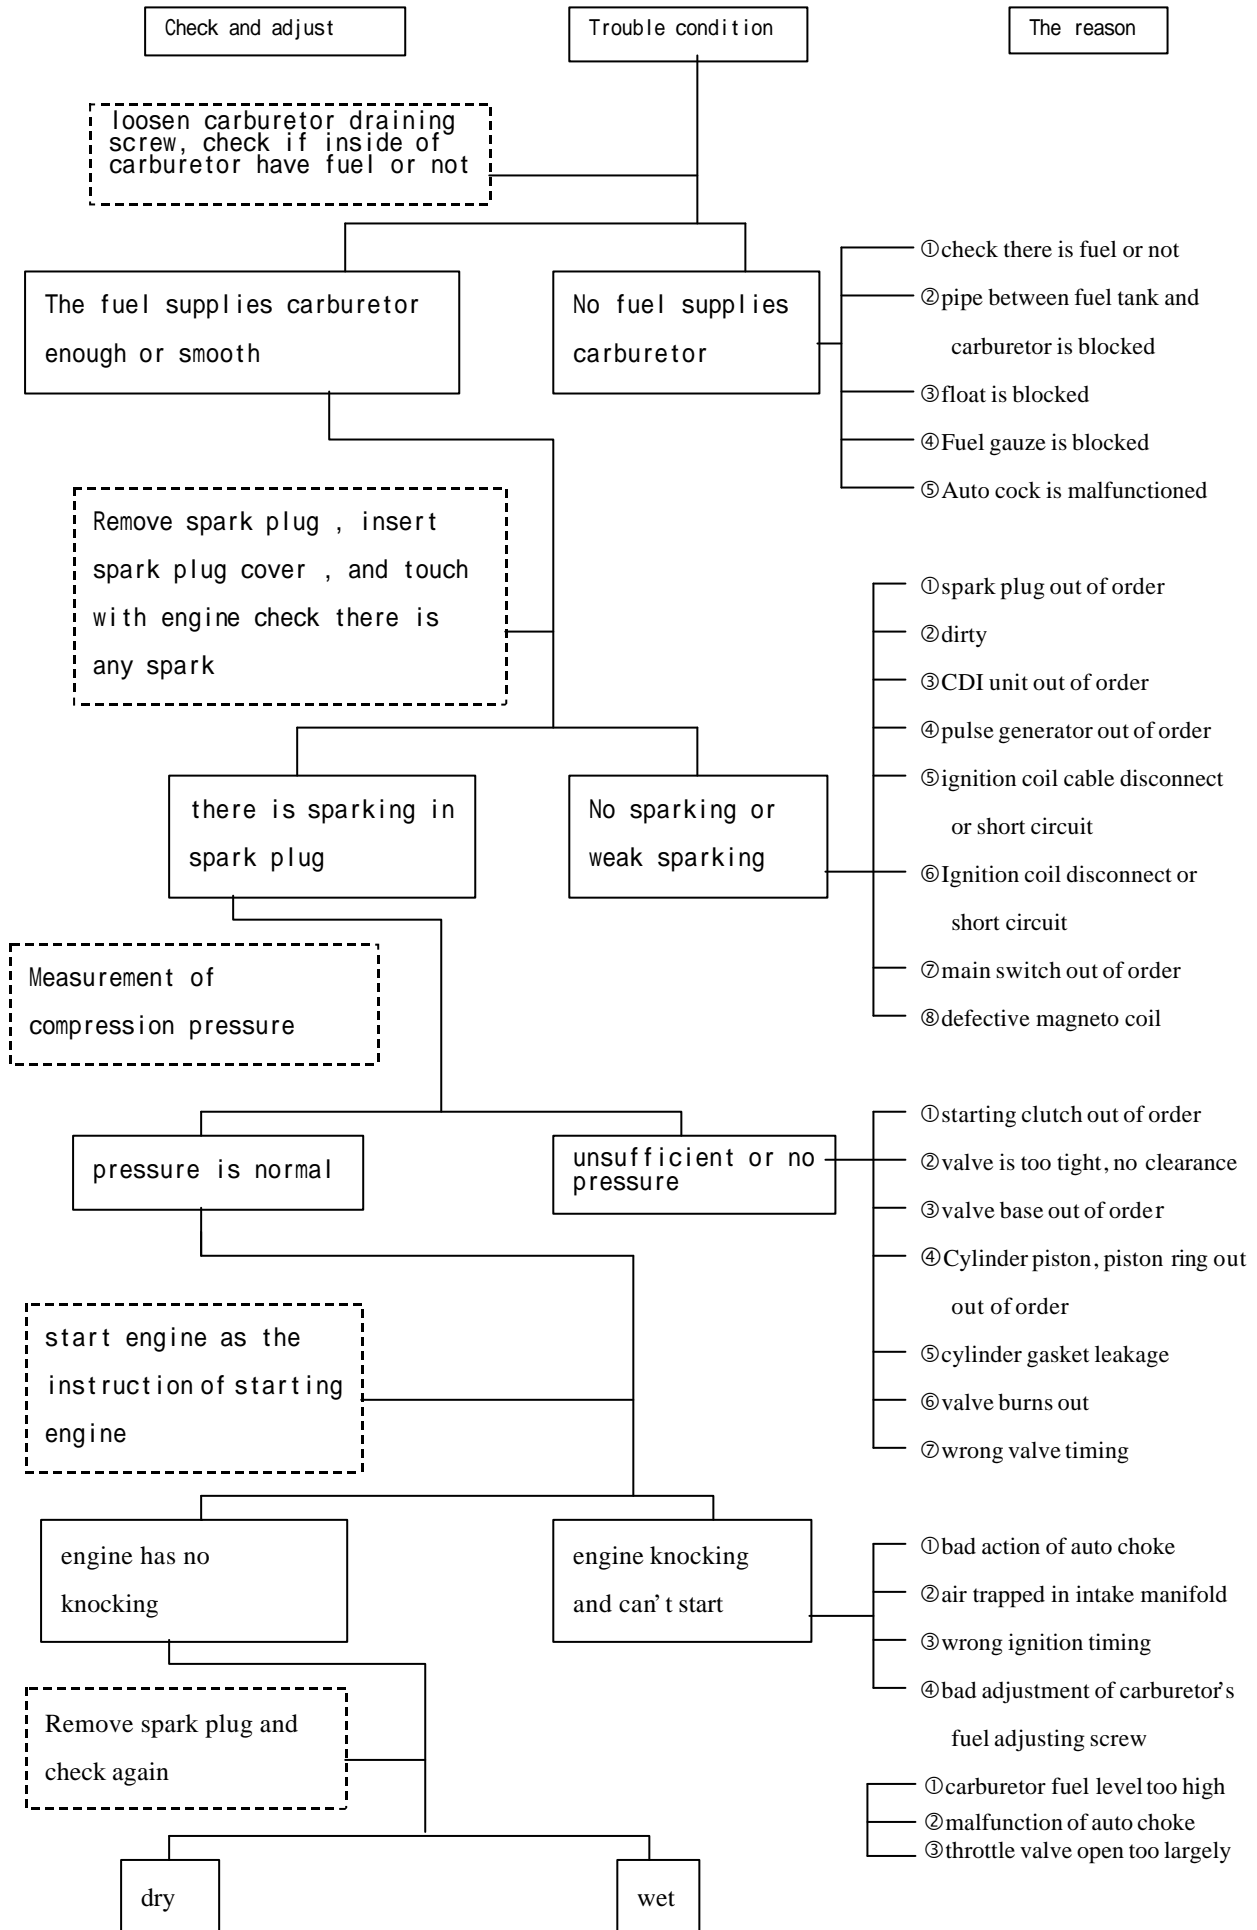 Check and adjust
Trouble condition
The reason
loosen carburetor draining
screw, check if inside of
carburetor have fuel or not
The fuel supplies carburetor
enough or smooth
No fuel supplies
carburetor
①check there is fuel or not
②pipe between fuel tank and
carburetor is blocked
③float is blocked
④Fuel gauze is blocked
⑤Auto cock is malfunctioned
Remove spark plug , insert
spark plug cover , and touch
with engine check there is
any spark
there is sparking in
spark plug
No sparking or
weak sparking
①spark plug out of order
②dirty
③CDI unit out of order
④pulse generator out of order
⑤ignition coil cable disconnect
or short circuit
⑥Ignition coil disconnect or
short circuit
⑦main switch out of order
⑧defective magneto coil
Measurement of
compression pressure
pressure is normal
unsufficient or no
pressure
①starting clutch out of order
②valve is too tight, no clearance
③valve base out of order
④Cylinder piston, piston ring out
out of order
⑤cylinder gasket leakage
⑥valve burns out
⑦wrong valve timing
start engine as the
instruction of starting
engine
engine has no
knocking
engine knocking
and can't start
①bad action of auto choke
②air trapped in intake manifold
③wrong ignition timing
④bad adjustment of carburetor's
fuel adjusting screw
Remove spark plug and
check again
①carburetor fuel level too high
②malfunction of auto choke
③throttle valve open too largely
dry
wet